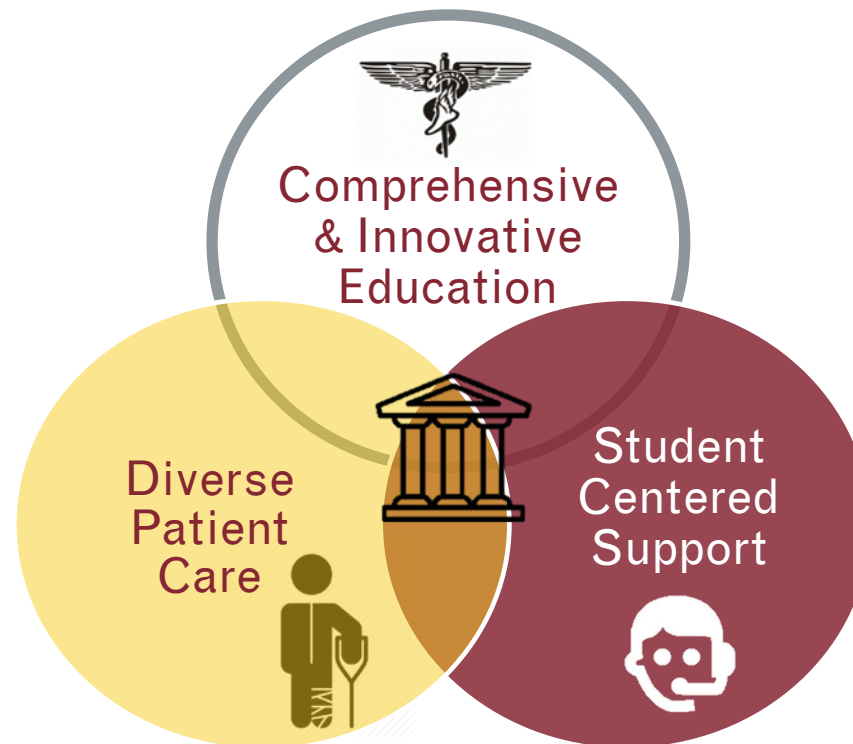 Comprehensive
& Innovative
Education
Diverse
Patient
Care
Student
Centered
Support